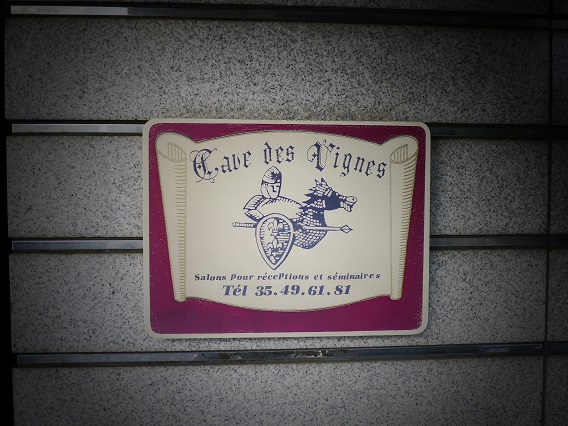 Cave des Vignes
Salons pour réceptions et séminaires
Tél 35.49.61.81